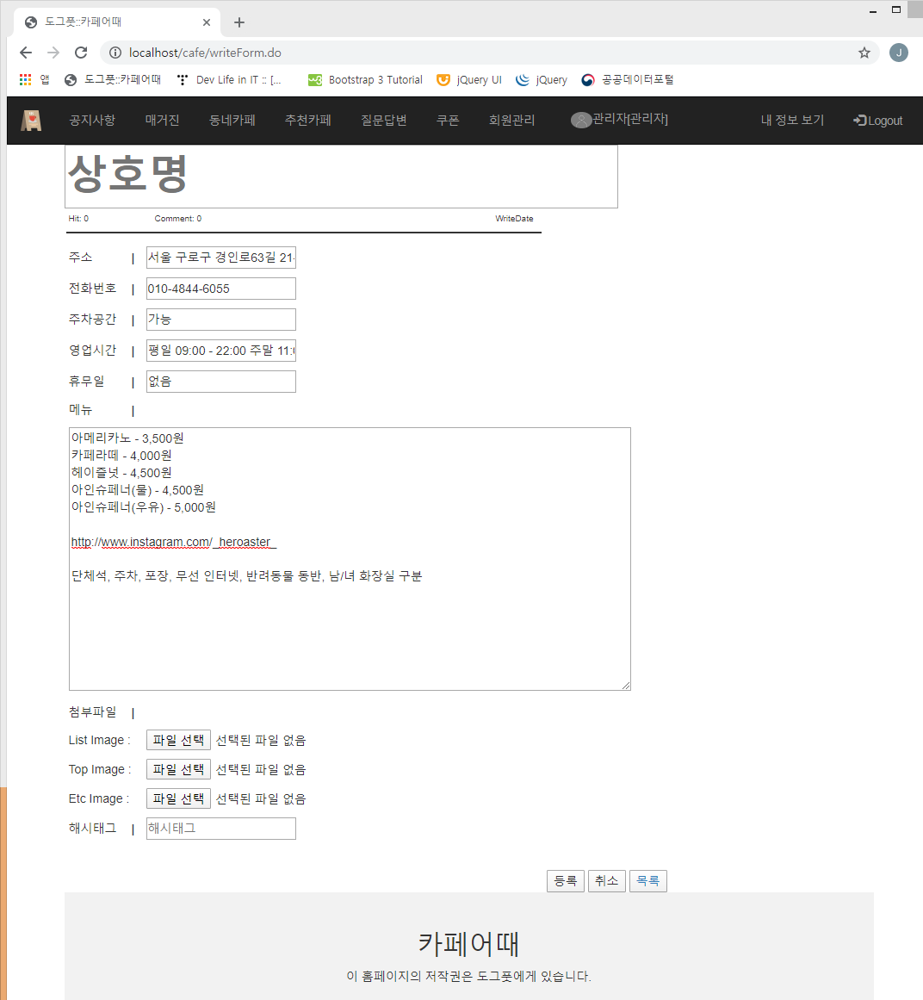 도그풋::카페어때
localhost/cafe/writeForm.do
J
앱 도그풋::카페어때 Dev Life in IT :: [... Bootstrap 3 Tutorial jQuery UI jQuery 공공데이터포털
공지사항 매거진 동네카페 추천카페 질문답변 쿠폰 회원관리 관리자[관리자] 내 정보 보기 Logout
상호명
Hit: 0 Comment: 0 WriteDate
주소 | 서울 구로구 경인로63길 21-
전화번호 | 010-4844-6055
주차공간 | 가능
영업시간 | 평일 09:00 - 22:00 주말 11:0
휴무일 | 없음
메뉴 |
아메리카노 - 3,500원
카페라떼 - 4,000원
헤이즐넛 - 4,500원
아인슈페너(물) - 4,500원
아인슈페너(우유) - 5,000원
http://www.instagram.com/_heroaster_
단체석, 주차, 포장, 무선 인터넷, 반려동물 동반, 남/녀 화장실 구분
첨부파일 |
List Image : 파일 선택 선택된 파일 없음
Top Image : 파일 선택 선택된 파일 없음
Etc Image : 파일 선택 선택된 파일 없음
해시태그 | 해시태그
등록 취소 목록
카페어때
이 홈페이지의 저작권은 도그풋에게 있습니다.